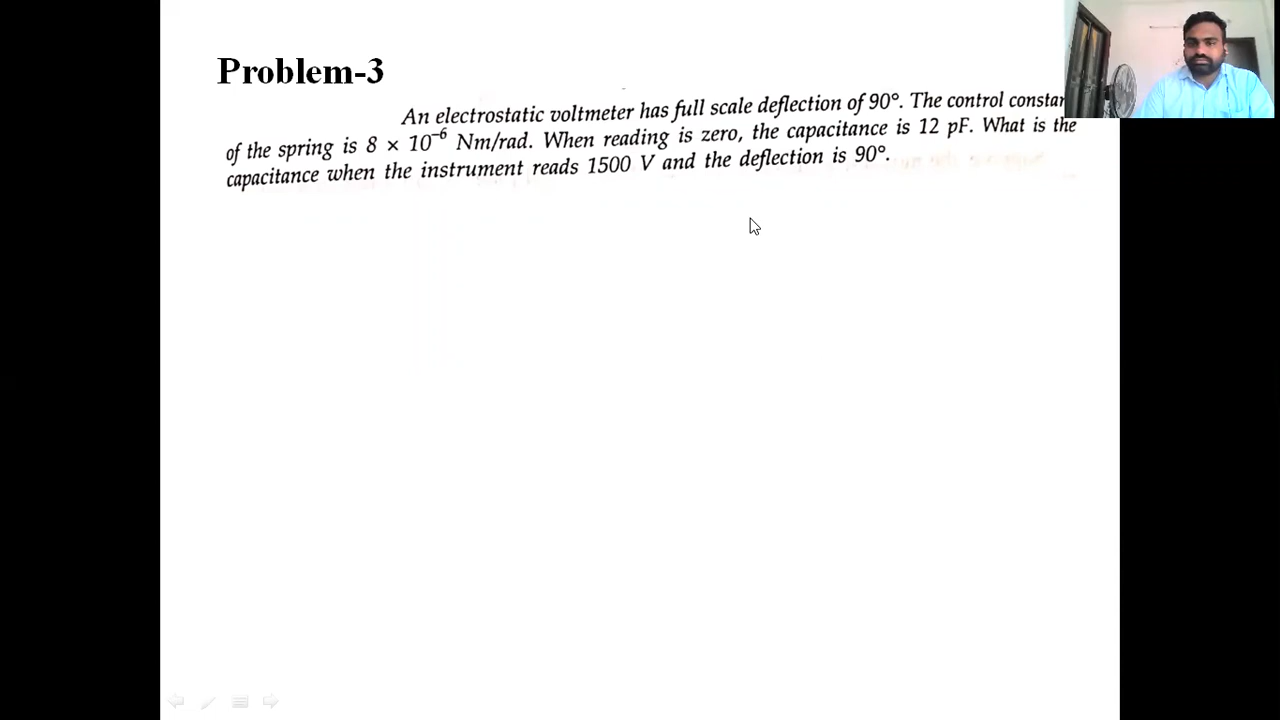 Problem-3
An electrostatic voltmeter has full scale deflection of 90°. The control
of the spring is 8 × 10⁻⁶ Nm/rad. When reading is zero, the capacitance is 12 pF. What is the
capacitance when the instrument reads 1500 V and the deflection is 90°.